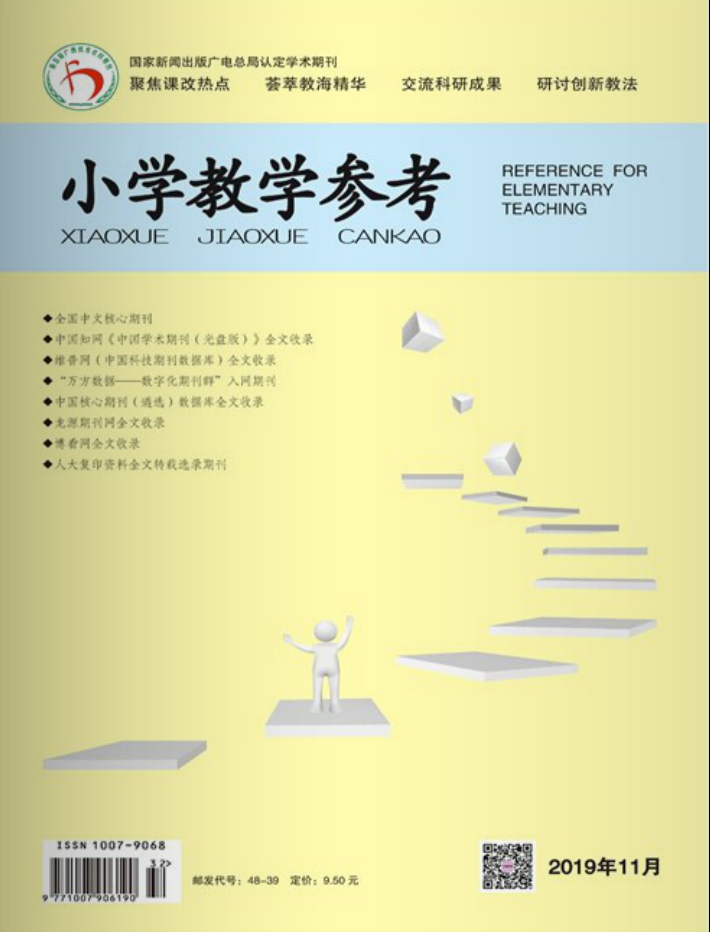 国家新闻出版广电总局认定学术期刊
聚焦课改热点 荟萃教海精华 交流科研成果 研讨创新教法
小学教学参考
XIAOXUE JIAOXUE CANKAO
REFERENCE FOR
ELEMENTARY
TEACHING
◆全国中文核心期刊
◆中国知网《中国学术期刊(光盘版)》全文收录
◆维普网(中国科技期刊数据库)全文收录
◆“万方数据——数字化期刊群”入网期刊
◆中国核心期刊(遴选)数据库全文收录
◆龙源期刊网全文收录
◆博看网全文收录
◆人大复印资料全文转载选录期刊
ISSN 1007-9068
32>
9 771007 906190
邮发代号：48-39 定价：9.50元
2019年11月